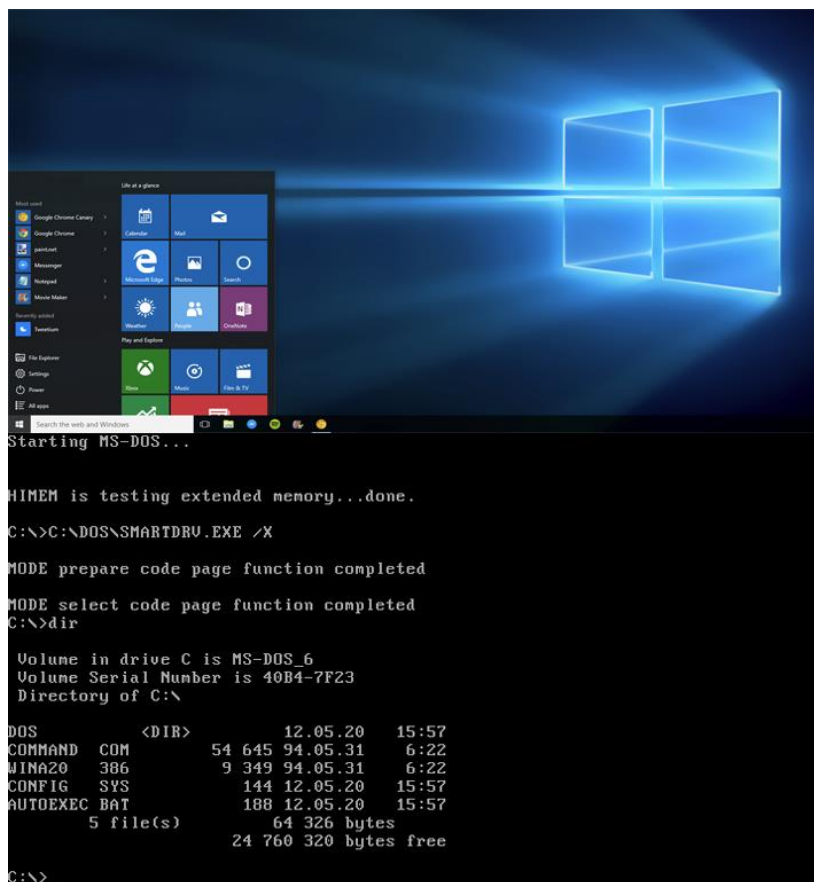 Life at a glance
Most used
Google Chrome Canary
Google Chrome
paint.net
Messenger
Notepad
Movie Maker
Recently added
Tweetium
File Explorer
Settings
Power
All apps
Calendar
Mail
Microsoft Edge
Photos
Search
Weather
People
OneNote
Play and Explore
Xbox
Music
Film & TV
Search the web and Windows
Starting MS-DOS...
HIMEM is testing extended memory...done.
C:\>C:\DOS\SMARTDRV.EXE /X
MODE prepare code page function completed
MODE select code page function completed
C:\>dir
Volume in drive C is MS-DOS_6
Volume Serial Number is 40B4-7F23
Directory of C:\
DOS <DIR> 12.05.20 15:57
COMMAND COM 54 645 94.05.31 6:22
WINA20 386 9 349 94.05.31 6:22
CONFIG SYS 144 12.05.20 15:57
AUTOEXEC BAT 188 12.05.20 15:57
5 file(s) 64 326 bytes
24 760 320 bytes free
C:\>